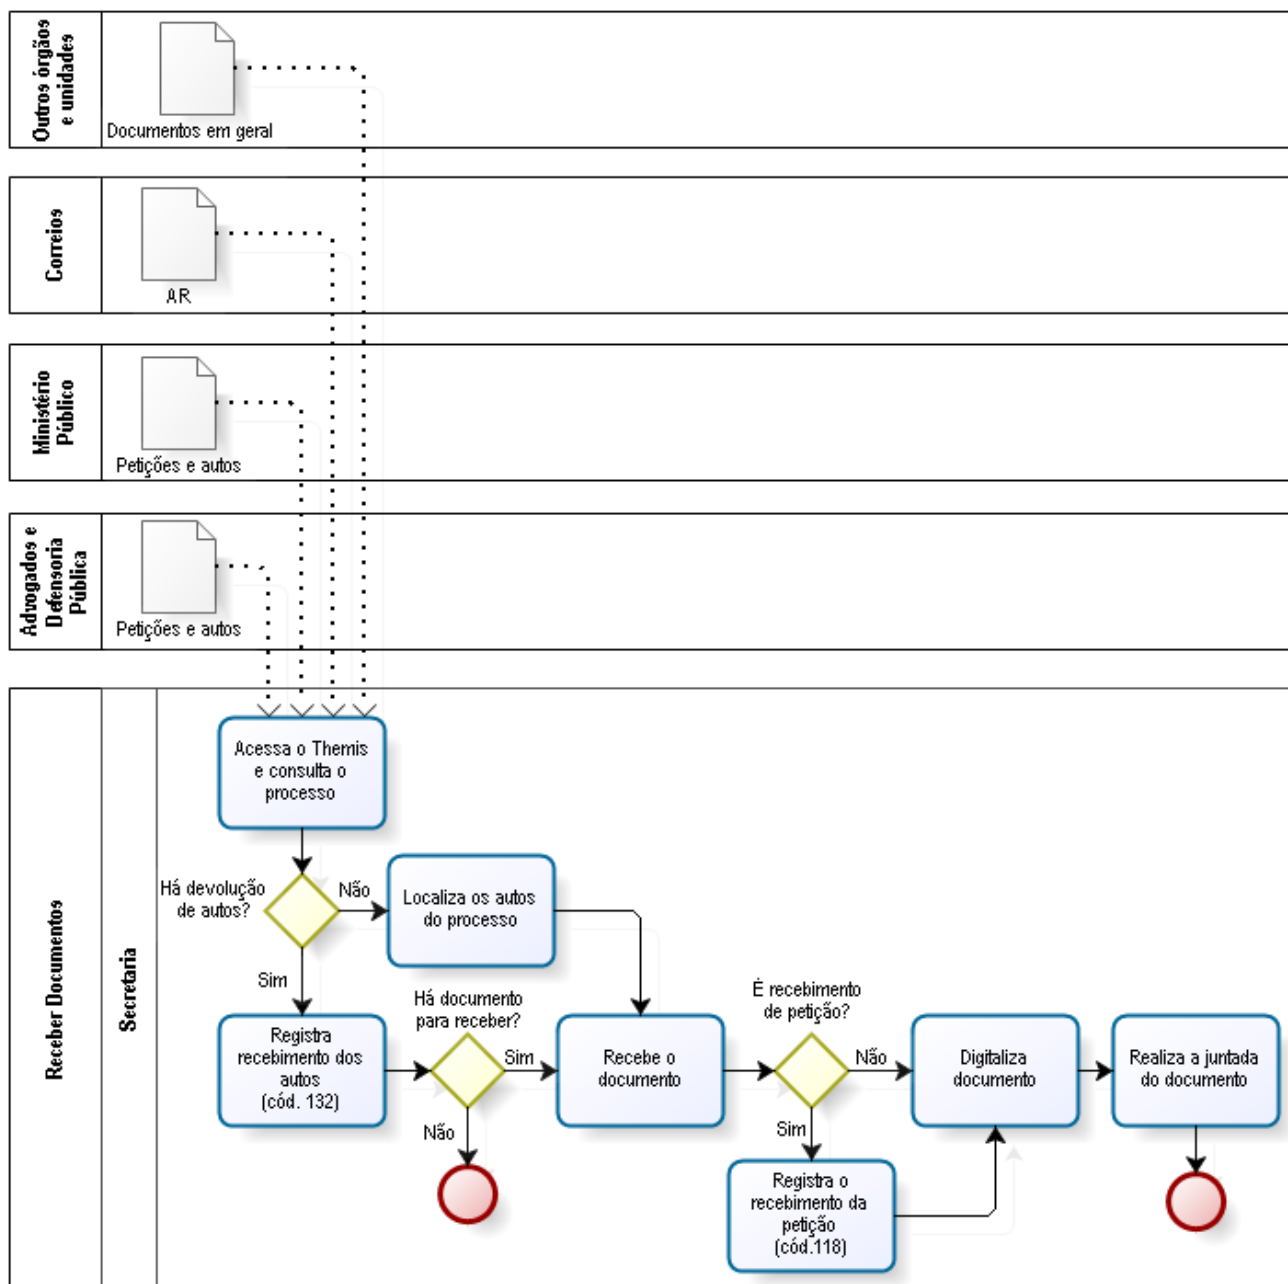 Outros órgãos
e unidades
Documentos em geral
Correios
AR
Ministério
Público
Petições e autos
Advogados e
Defensoria
Pública
Petições e autos
Receber Documentos
Secretaria
Acessa o Themis
e consulta o
processo
Há devolução
de autos?
Não
Localiza os autos
do processo
Sim
Registra
recebimento dos
autos
(cód. 132)
Há documento
para receber?
Sim
Não
Recebe o
documento
É recebimento
de petição?
Não
Sim
Registra o
recebimento da
petição
(cód.118)
Digitaliza
documento
Realiza a juntada
do documento